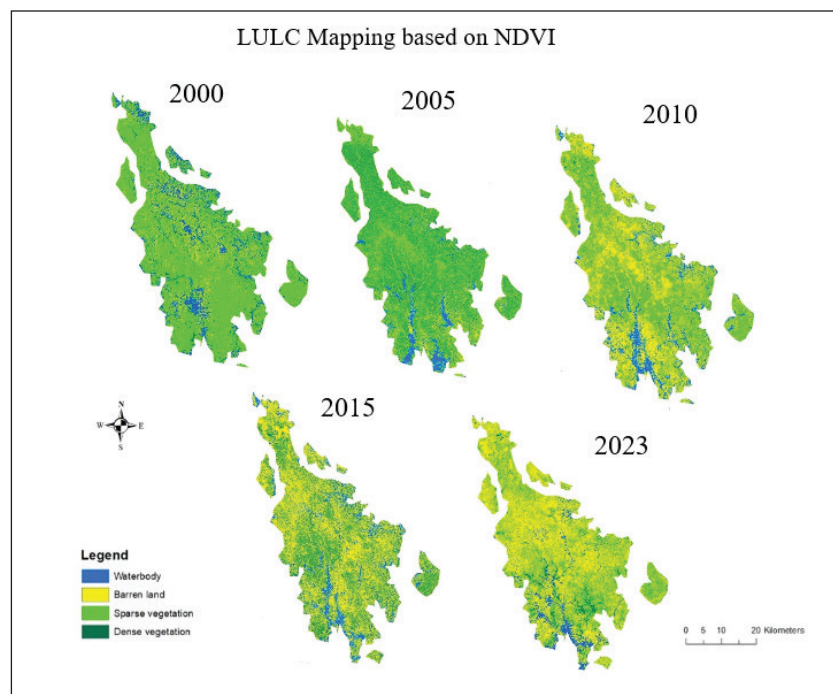 LULC Mapping based on NDVI
2000
2005
2010
2015
2023
N
W E
S
Legend
Waterbody
Barren land
Sparse vegetation
Dense vegetation
0 5 10 20 Kilometers